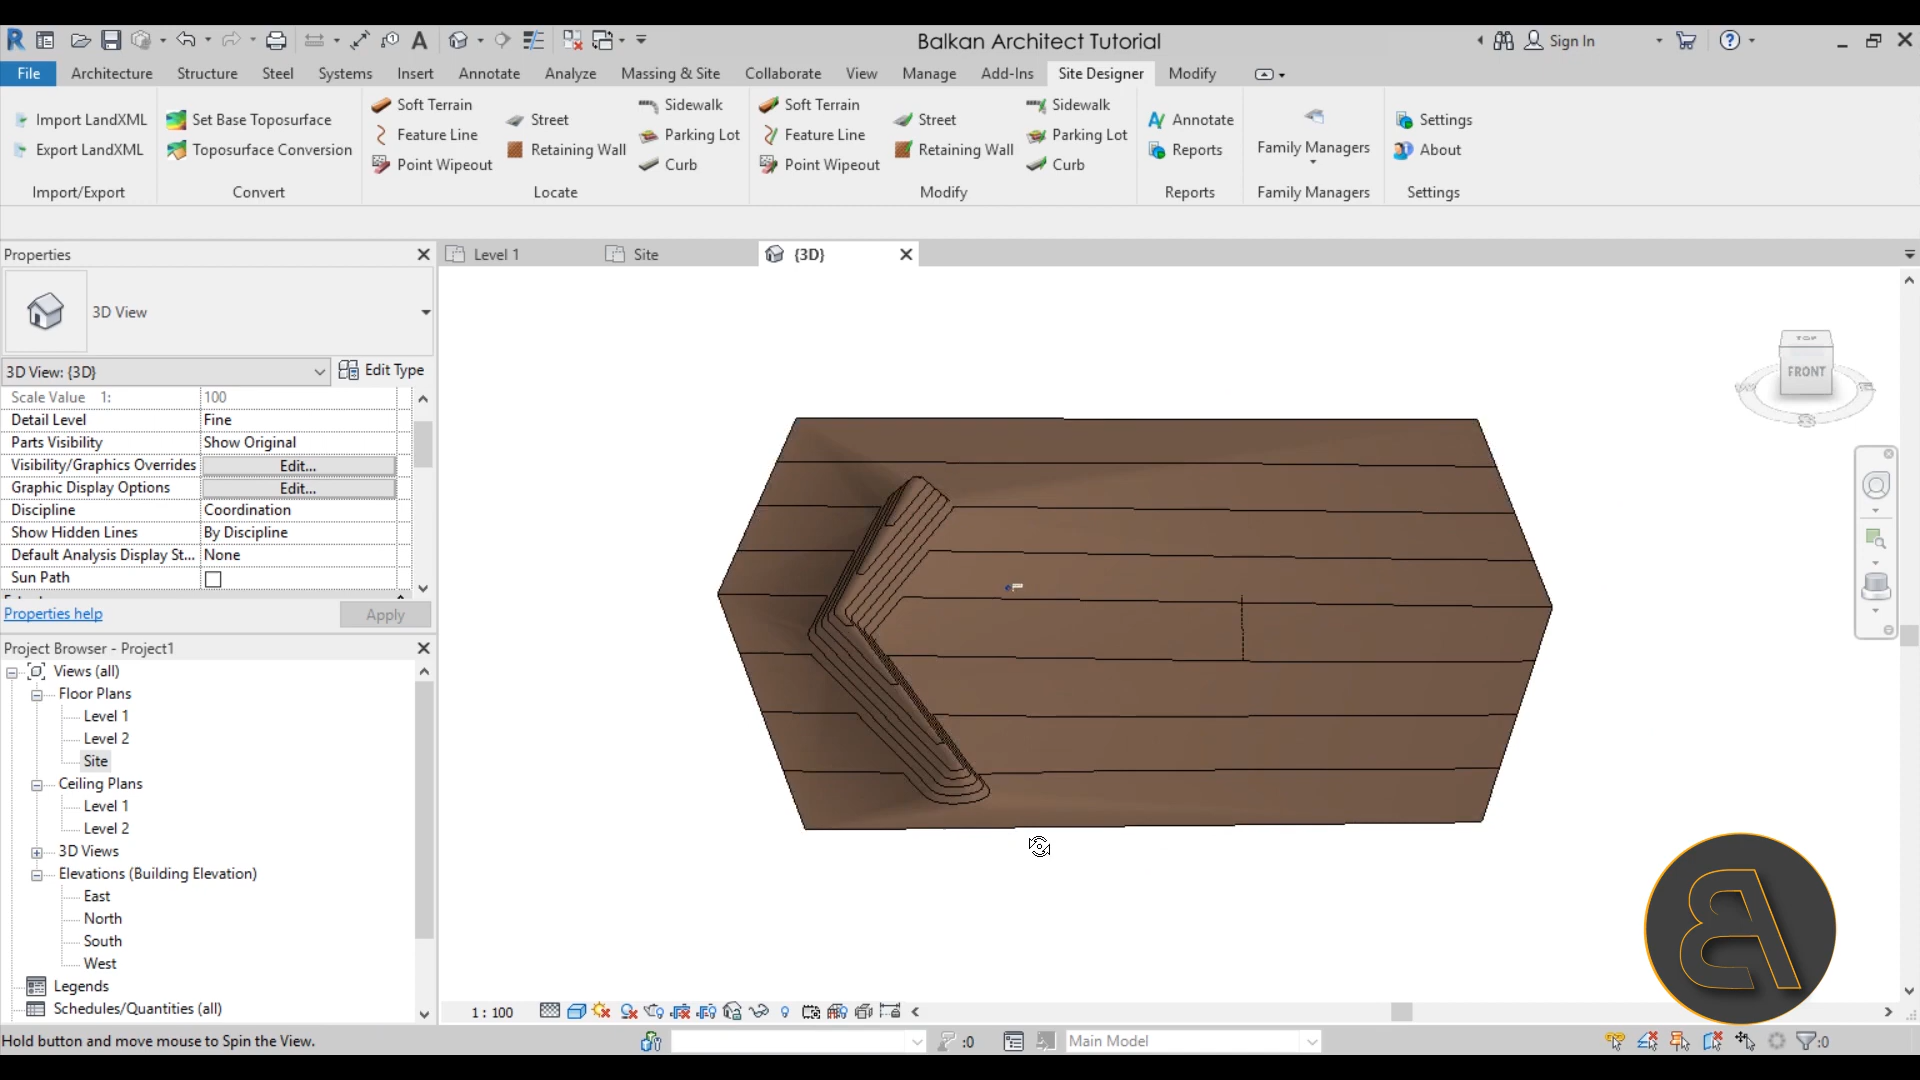 Balkan Architect Tutorial
Sign In
File Architecture Structure Steel Systems Insert Annotate Analyze Massing & Site Collaborate View Manage Add-Ins Site Designer Modify
Import LandXML
Export LandXML
Import/Export
Set Base Toposurface
Toposurface Conversion
Convert
Soft Terrain
Feature Line
Point Wipeout
Street
Retaining Wall
Sidewalk
Parking Lot
Curb
Locate
Soft Terrain
Feature Line
Point Wipeout
Street
Retaining Wall
Sidewalk
Parking Lot
Curb
Modify
Annotate
Reports
Reports
Family Managers
Family Managers
Settings
About
Settings
Properties
3D View
3D View: {3D}
Edit Type
Scale Value 1: 100
Detail Level Fine
Parts Visibility Show Original
Visibility/Graphics Overrides Edit...
Graphic Display Options Edit...
Discipline Coordination
Show Hidden Lines By Discipline
Default Analysis Display St... None
Sun Path
Properties help
Apply
Project Browser - Project1
Views (all)
Floor Plans
Level 1
Level 2
Site
Ceiling Plans
Level 1
Level 2
3D Views
Elevations (Building Elevation)
East
North
South
West
Legends
Schedules/Quantities (all)
Level 1
Site
{3D}
TOP
FRONT
1 : 100
Hold button and move mouse to Spin the View.
:0
Main Model
:0